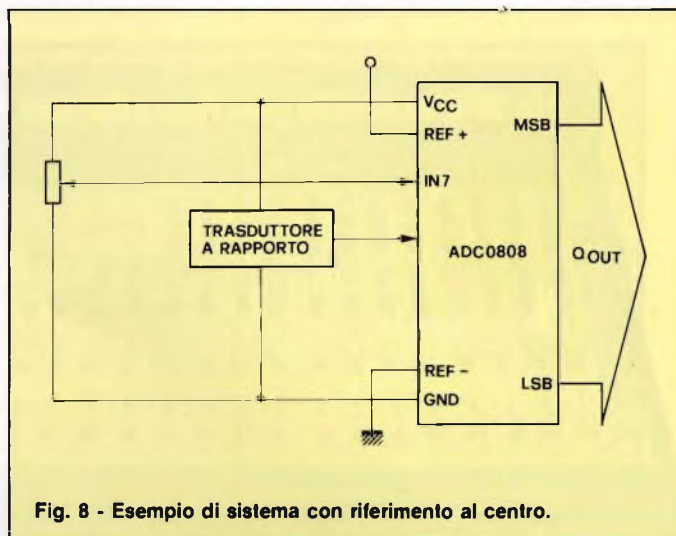 VCC
REF +
MSB
IN7
TRASDUTTORE
A RAPPORTO
ADC0808
QOUT
REF -
GND
LSB
Fig. 8 - Esempio di sistema con riferimento al centro.